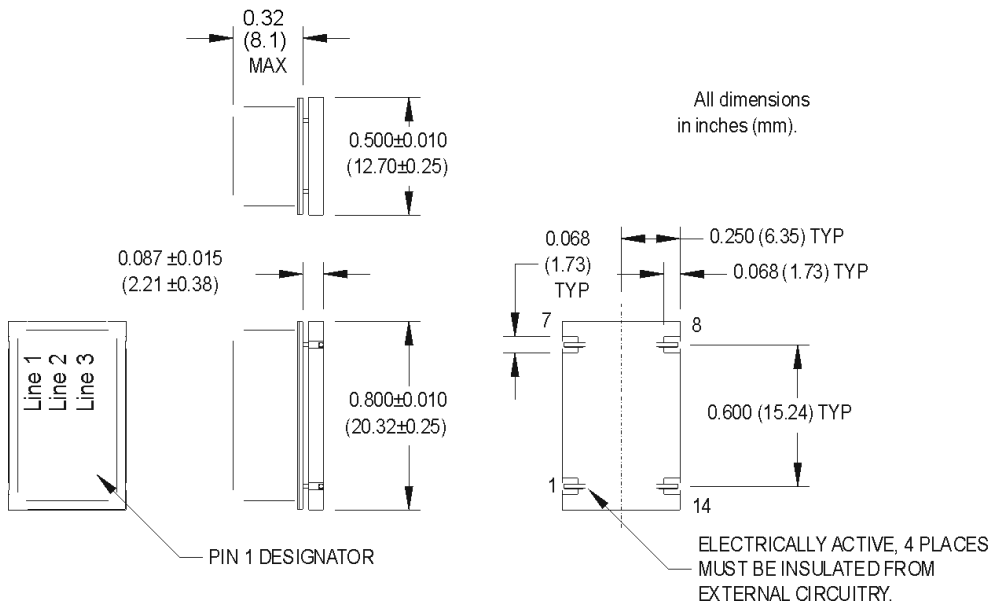 0.32
(8.1)
MAX
All dimensions
in inches (mm).
0.500±0.010
(12.70±0.25)
0.087 ±0.015
(2.21 ±0.38)
0.068
(1.73)
TYP
0.250 (6.35) TYP
0.068 (1.73) TYP
7
8
Line 1
Line 2
Line 3
0.800±0.010
(20.32±0.25)
0.600 (15.24) TYP
1
14
PIN 1 DESIGNATOR
ELECTRICALLY ACTIVE, 4 PLACES
MUST BE INSULATED FROM
EXTERNAL CIRCUITRY.